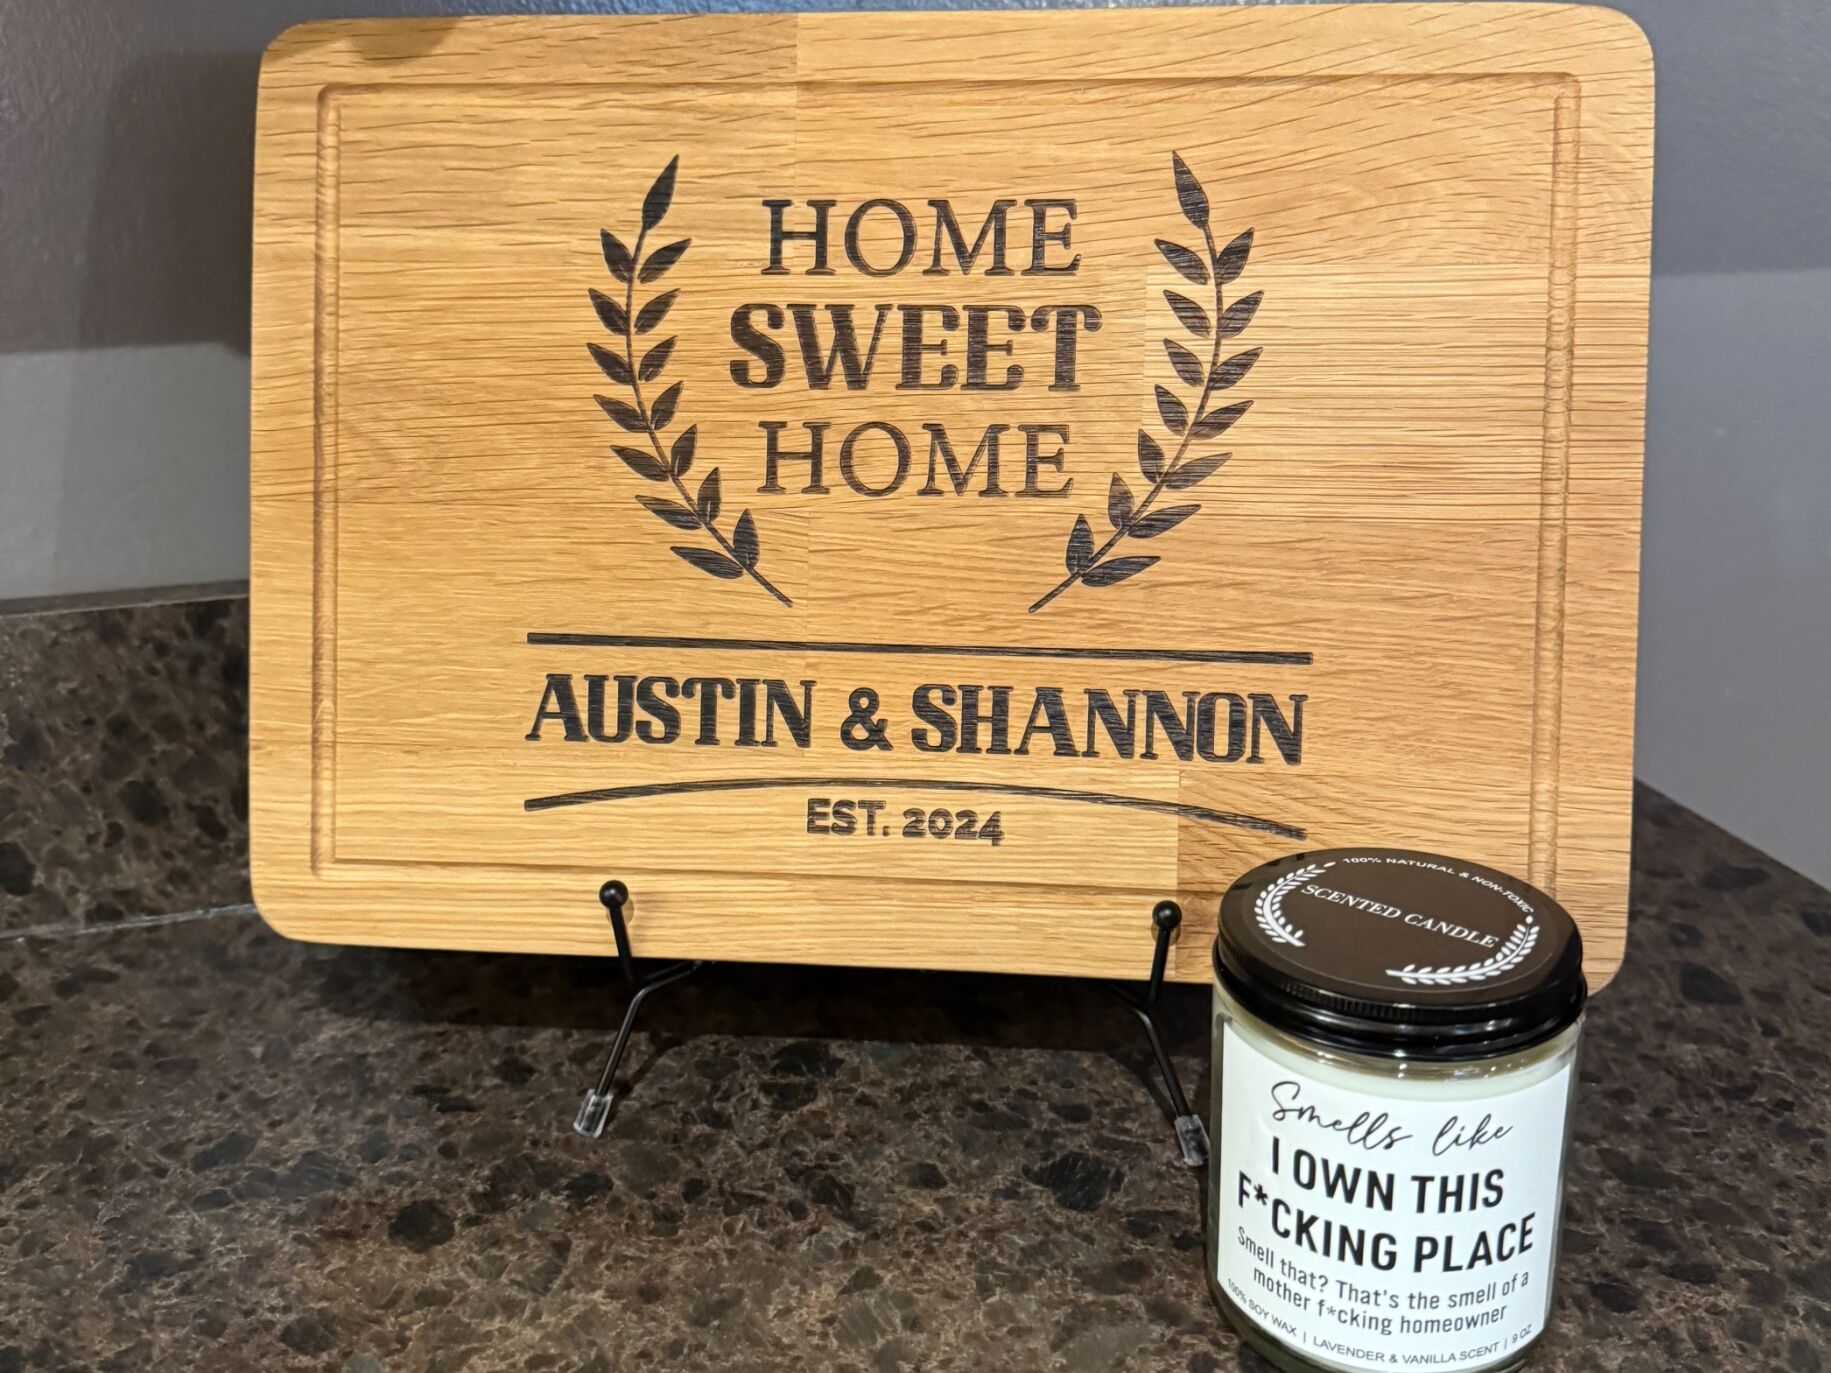 HOME
SWEET
HOME
AUSTIN & SHANNON
EST. 2024
100% NATURAL & NON-TOXIC
SCENTED CANDLE
Smells like
I OWN THIS
F*CKING PLACE
Smell that? That's the smell of a
mother f*cking homeowner
100% SOY WAX | LAVENDER & VANILLA SCENT | 9 OZ